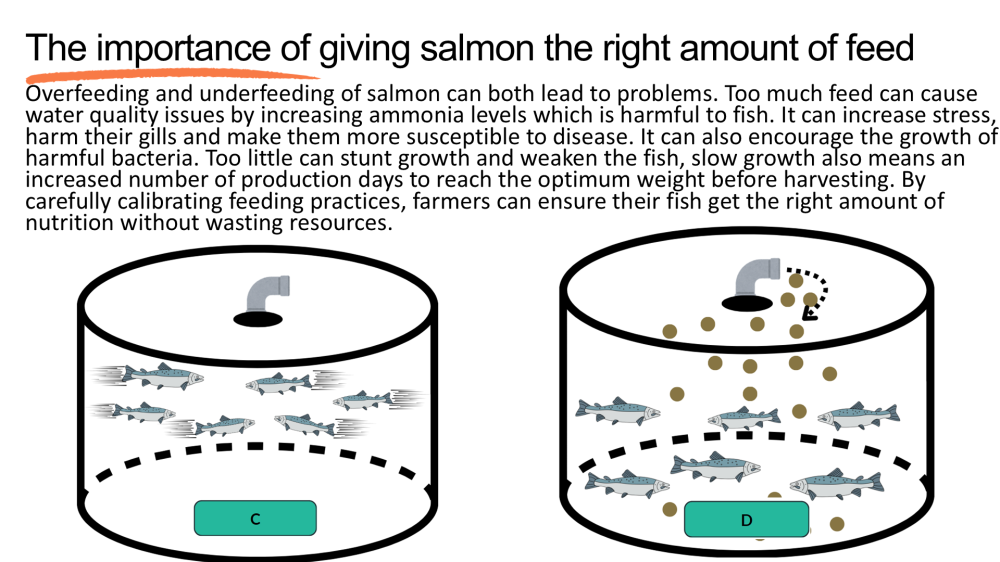 The importance of giving salmon the right amount of feed
Overfeeding and underfeeding of salmon can both lead to problems. Too much feed can cause
water quality issues by increasing ammonia levels which is harmful to fish. It can increase stress,
harm their gills and make them more susceptible to disease. It can also encourage the growth of
harmful bacteria. Too little can stunt growth and weaken the fish, slow growth also means an
increased number of production days to reach the optimum weight before harvesting. By
carefully calibrating feeding practices, farmers can ensure their fish get the right amount of
nutrition without wasting resources.
C
D